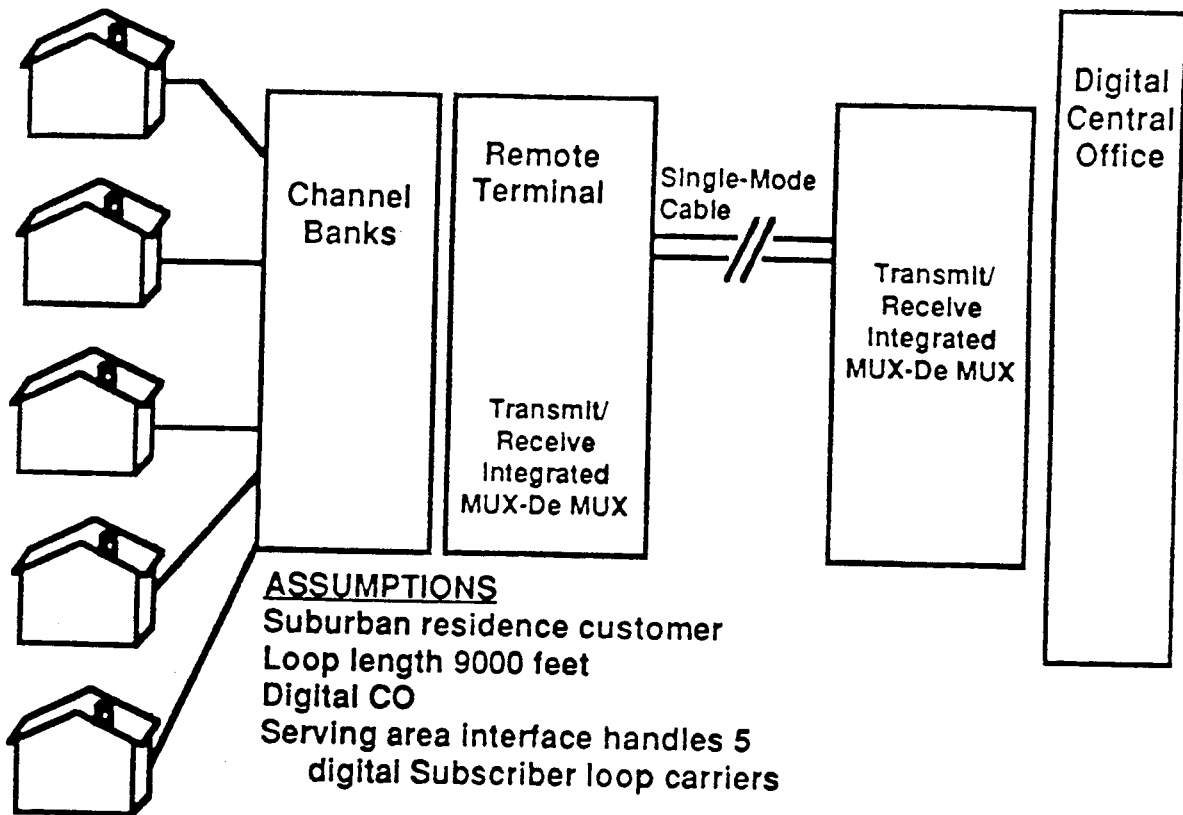 Channel
Banks
Remote
Terminal
Transmit/
Receive
Integrated
MUX-De MUX
Single-Mode
Cable
Transmit/
Receive
Integrated
MUX-De MUX
Digital
Central
Office
ASSUMPTIONS
Suburban residence customer
Loop length 9000 feet
Digital CO
Serving area interface handles 5
digital Subscriber loop carriers